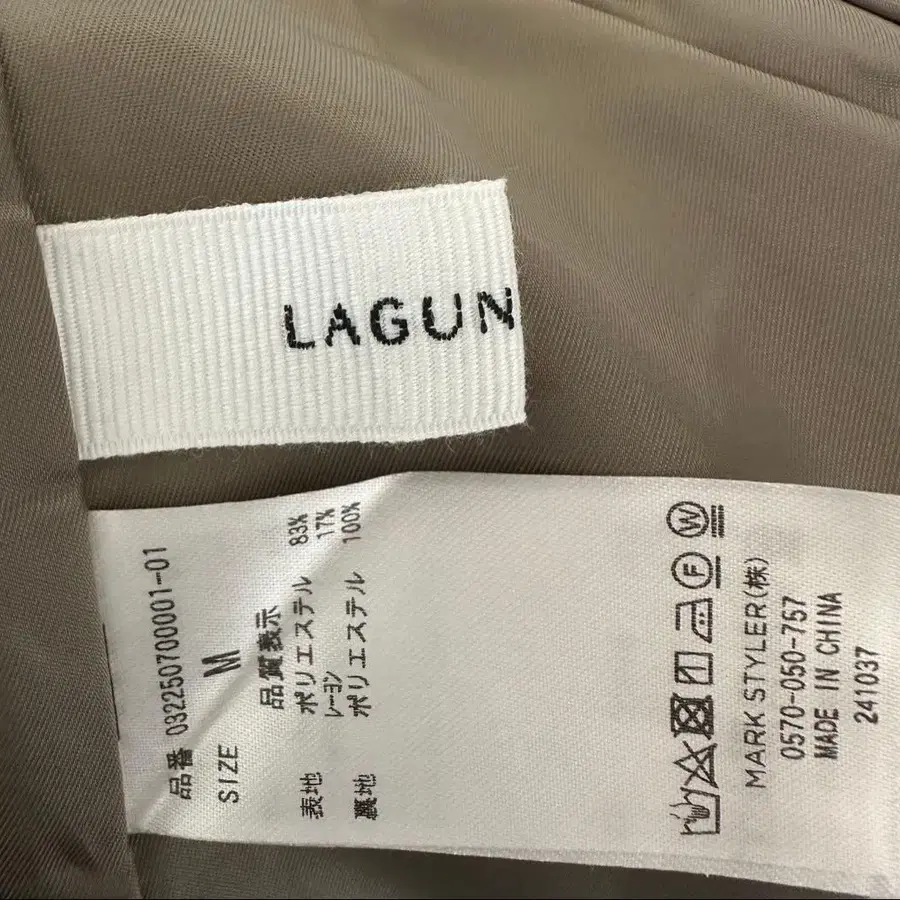 LAGUN
品番 032250700001-01
SIZE M
品質表示
表地 ポリエステル 83%
レーヨン 17%
裏地 ポリエステル 100%
W
F
MARK STYLER(株)
0570-050-757
MADE IN CHINA
241037